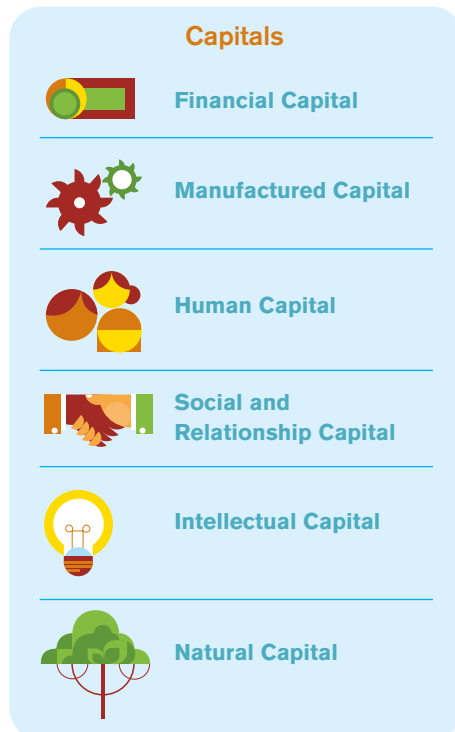 Capitals
Financial Capital
Manufactured Capital
Human Capital
Social and
Relationship Capital
Intellectual Capital
Natural Capital